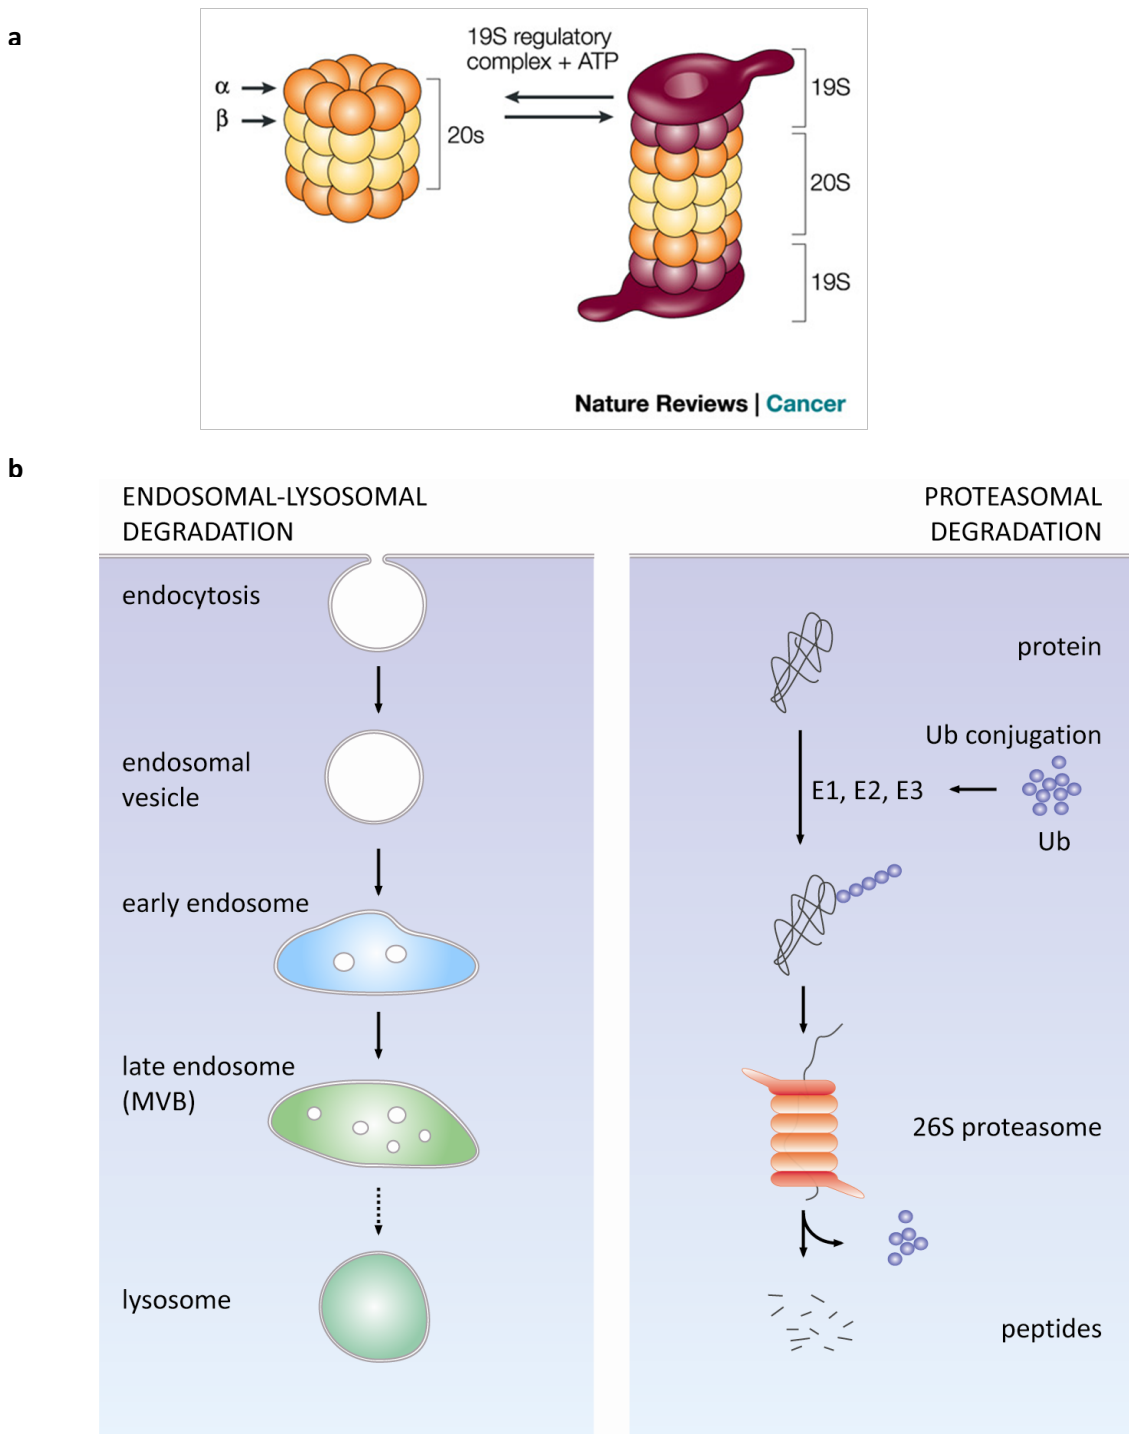 a
19S regulatory
complex + ATP
α
β
20s
19S
20S
19S
Nature Reviews | Cancer
b
ENDOSOMAL-LYSOSOMAL
DEGRADATION
endocytosis
endosomal
vesicle
early endosome
late endosome
(MVB)
lysosome
PROTEASOMAL
DEGRADATION
protein
Ub conjugation
E1, E2, E3
Ub
26S proteasome
peptides